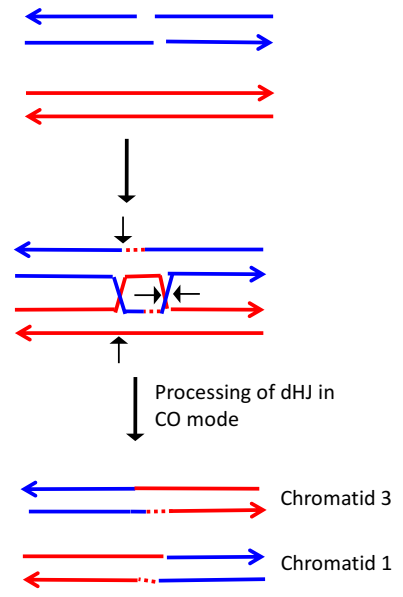 Processing of dHJ in
CO mode
Chromatid 3
Chromatid 1